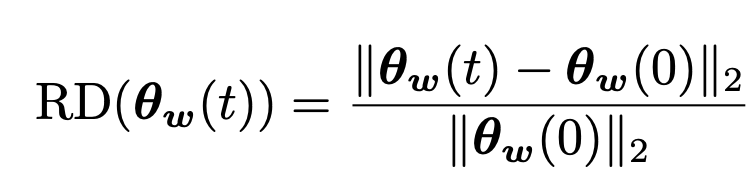 RD(𝜽_𝒘(t)) = ‖𝜽_𝒘(t) − 𝜽_𝒘(0)‖₂ / ‖𝜽_𝒘(0)‖₂